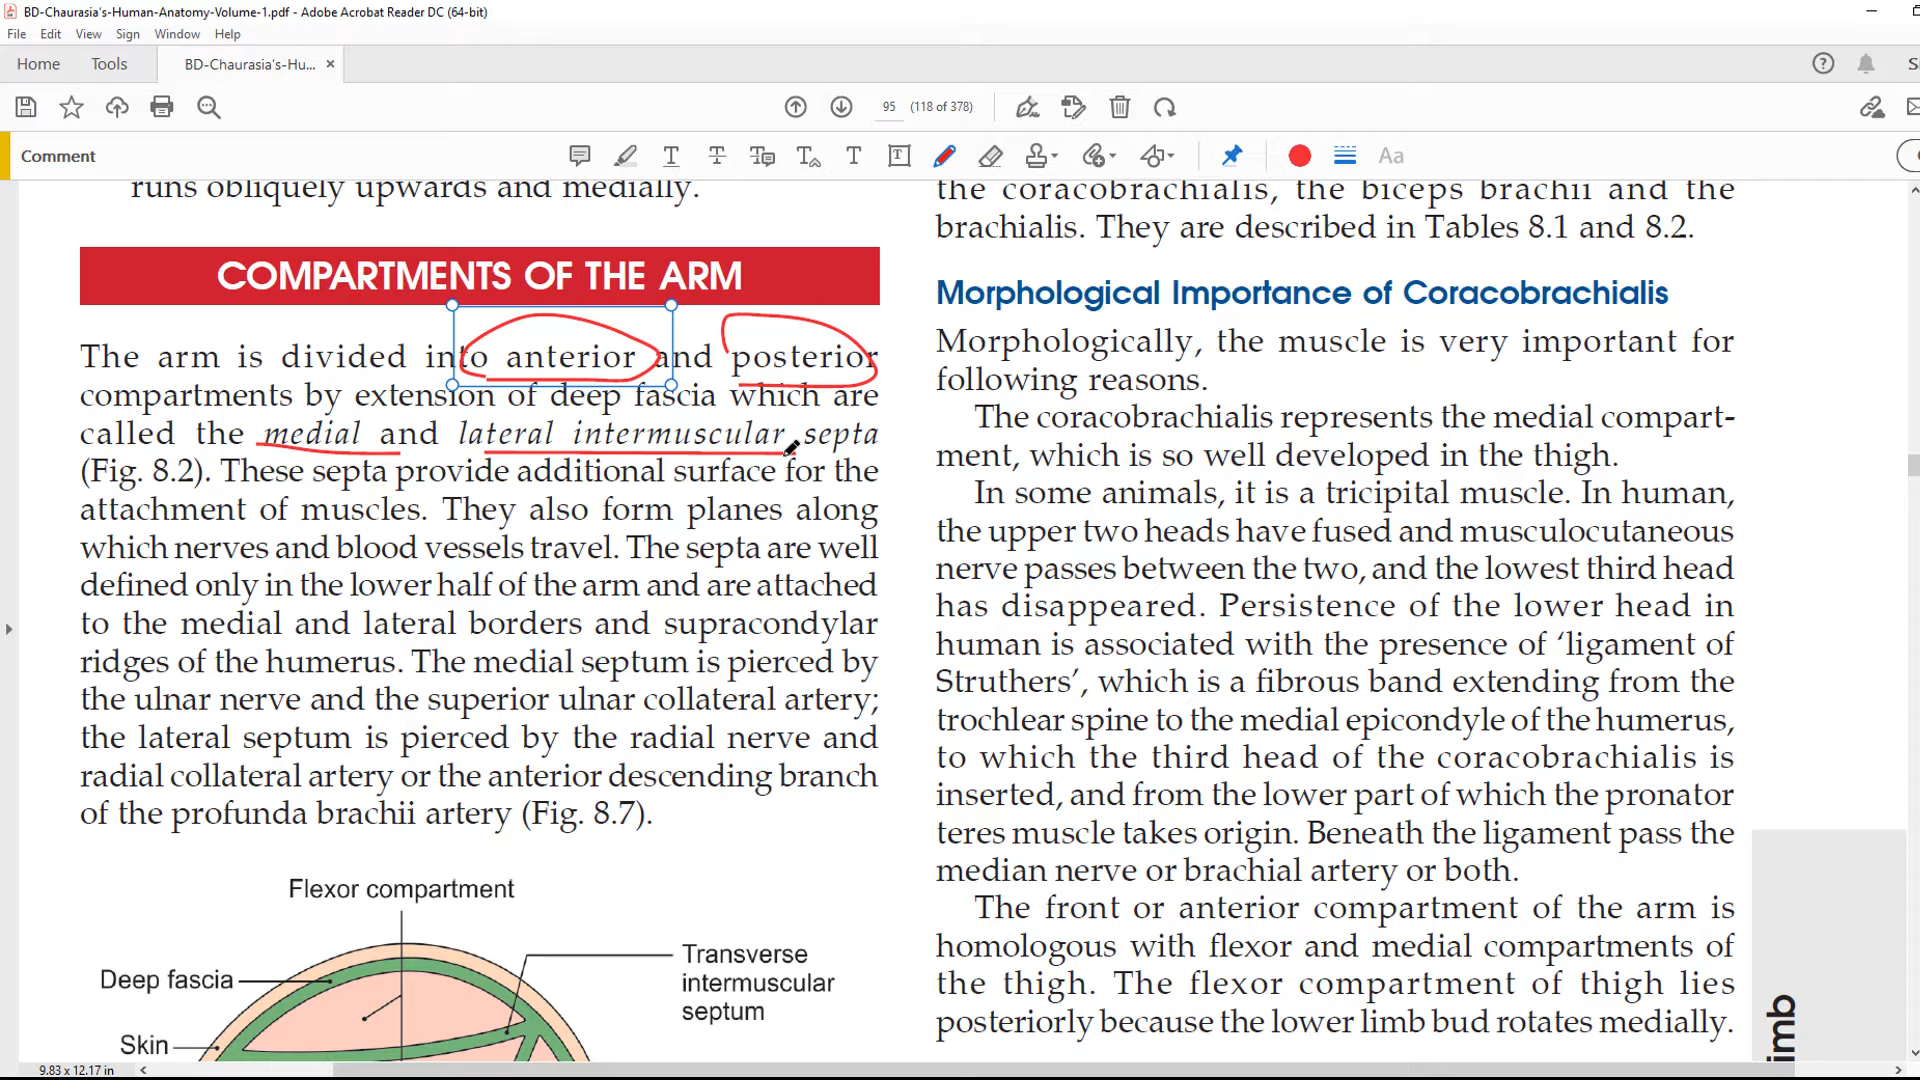 BD-Chaurasia's-Human-Anatomy-Volume-1.pdf - Adobe Acrobat Reader DC (64-bit)
File Edit View Sign Window Help
Home Tools BD-Chaurasia's-Hu... ×
95 (118 of 378)
Comment
runs obliquely upwards and medially.
COMPARTMENTS OF THE ARM
The arm is divided into anterior and posterior
compartments by extension of deep fascia which are
called the medial and lateral intermuscular septa
(Fig. 8.2). These septa provide additional surface for the
attachment of muscles. They also form planes along
which nerves and blood vessels travel. The septa are well
defined only in the lower half of the arm and are attached
to the medial and lateral borders and supracondylar
ridges of the humerus. The medial septum is pierced by
the ulnar nerve and the superior ulnar collateral artery;
the lateral septum is pierced by the radial nerve and
radial collateral artery or the anterior descending branch
of the profunda brachii artery (Fig. 8.7).
Flexor compartment
Deep fascia
Transverse
intermuscular
septum
Skin
the coracobrachialis, the biceps brachii and the
brachialis. They are described in Tables 8.1 and 8.2.
Morphological Importance of Coracobrachialis
Morphologically, the muscle is very important for
following reasons.
The coracobrachialis represents the medial compart-
ment, which is so well developed in the thigh.
In some animals, it is a tricipital muscle. In human,
the upper two heads have fused and musculocutaneous
nerve passes between the two, and the lowest third head
has disappeared. Persistence of the lower head in
human is associated with the presence of 'ligament of
Struthers', which is a fibrous band extending from the
trochlear spine to the medial epicondyle of the humerus,
to which the third head of the coracobrachialis is
inserted, and from the lower part of which the pronator
teres muscle takes origin. Beneath the ligament pass the
median nerve or brachial artery or both.
The front or anterior compartment of the arm is
homologous with flexor and medial compartments of
the thigh. The flexor compartment of thigh lies
posteriorly because the lower limb bud rotates medially.
imb
9.83 x 12.17 in